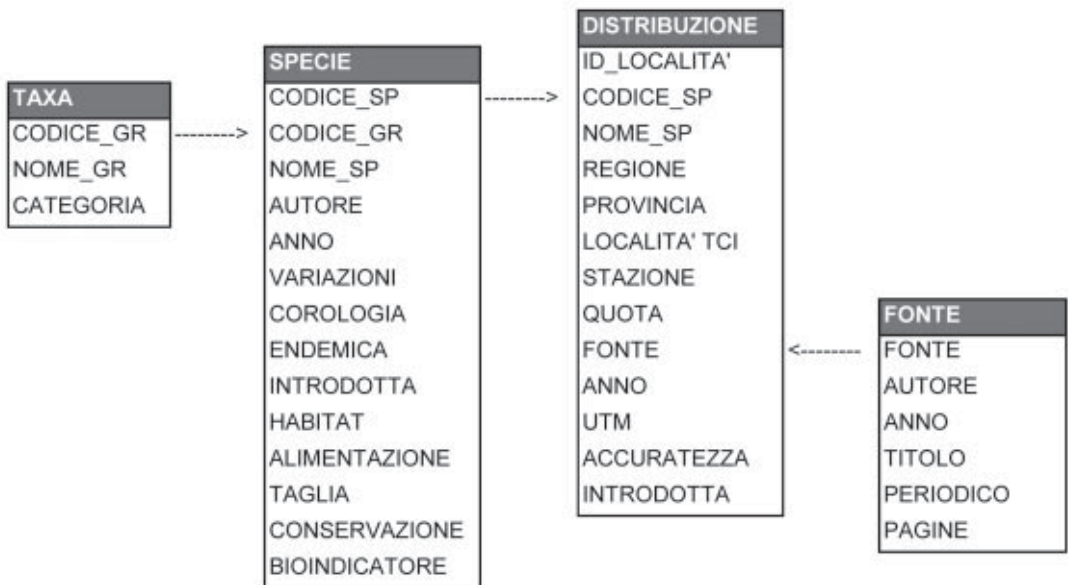 TAXA
CODICE_GR
NOME_GR
CATEGORIA
SPECIE
CODICE_SP
CODICE_GR
NOME_SP
AUTORE
ANNO
VARIAZIONI
COROLOGIA
ENDEMICA
INTRODOTTA
HABITAT
ALIMENTAZIONE
TAGLIA
CONSERVAZIONE
BIOINDICATORE
DISTRIBUZIONE
ID_LOCALITA'
CODICE_SP
NOME_SP
REGIONE
PROVINCIA
LOCALITA' TCI
STAZIONE
QUOTA
FONTE
ANNO
UTM
ACCURATEZZA
INTRODOTTA
FONTE
FONTE
AUTORE
ANNO
TITOLO
PERIODICO
PAGINE